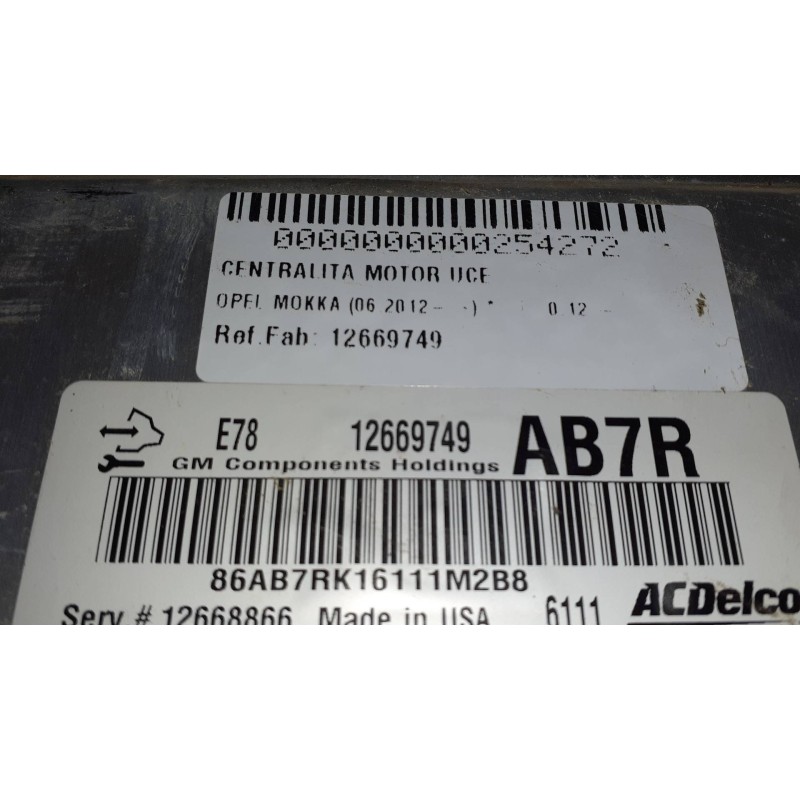 0000000000254272
CENTRALITA MOTOR UCE
OPEL MOKKA (06.2012 - -) * 0.12 -
Ref.Fab: 12669749
E78 12669749 AB7R
GM Components Holdings
86AB7RK16111M2B8
Serv # 12668866 Made in USA 6111 ACDelco